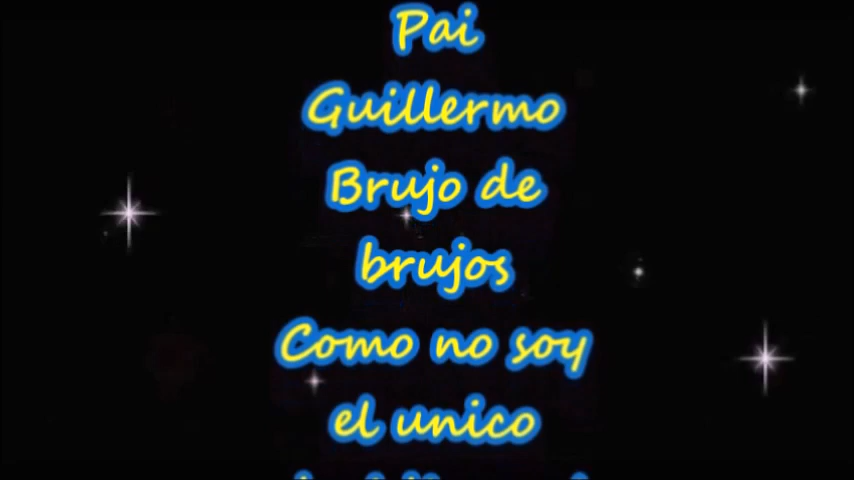 Pai
Guillermo
Brujo de
brujos
Como no soy
el unico